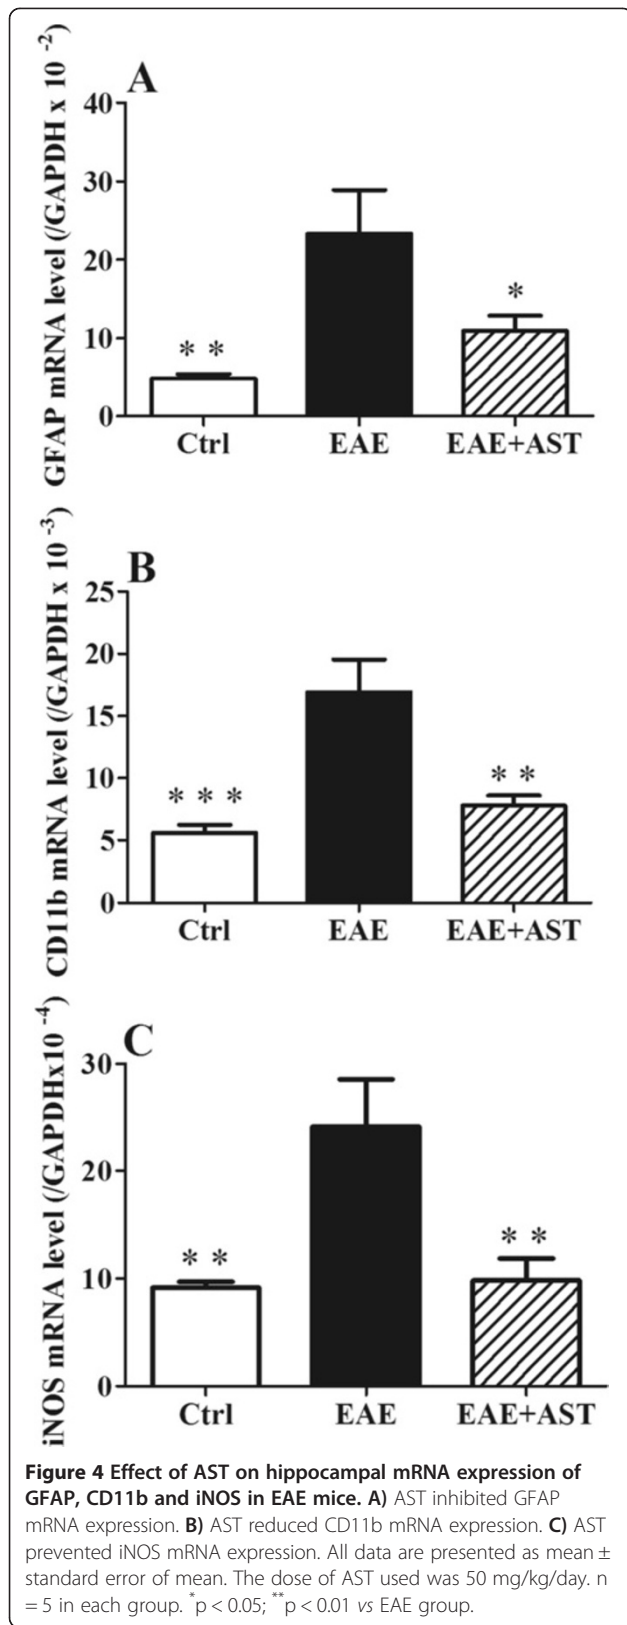 A
GFAP mRNA level (/GAPDH x 10 -2)
40
30
20
10
0
* *
*
Ctrl
EAE
EAE+AST
B
CD11b mRNA level (/GAPDH x 10 -3)
25
20
15
10
5
0
* * *
* *
Ctrl
EAE
EAE+AST
C
iNOS mRNA level (/GAPDHx10 -4)
30
20
10
0
* *
* *
Ctrl
EAE
EAE+AST
Figure 4 Effect of AST on hippocampal mRNA expression of
GFAP, CD11b and iNOS in EAE mice. A) AST inhibited GFAP
mRNA expression. B) AST reduced CD11b mRNA expression. C) AST
prevented iNOS mRNA expression. All data are presented as mean ±
standard error of mean. The dose of AST used was 50 mg/kg/day. n
= 5 in each group. *p < 0.05; **p < 0.01 vs EAE group.